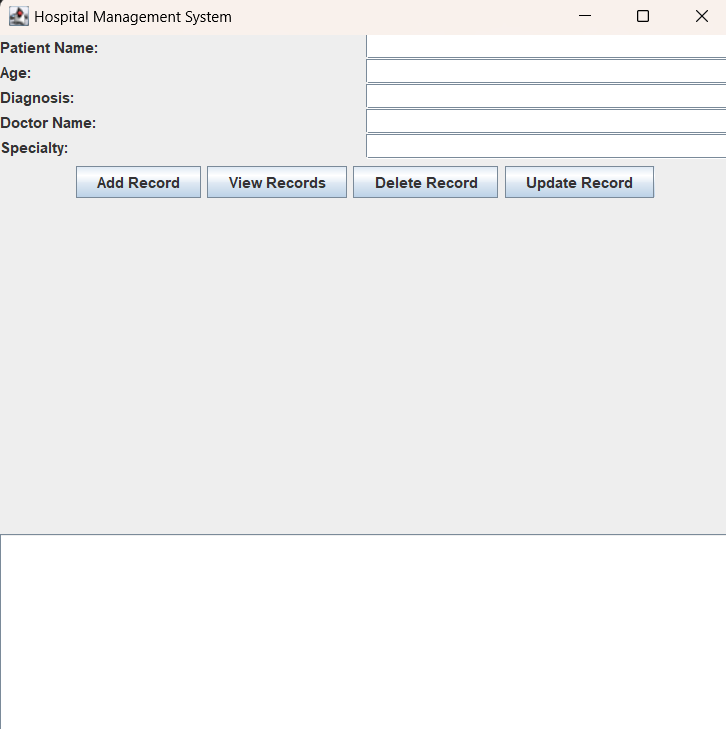 Hospital Management System
Patient Name:
Age:
Diagnosis:
Doctor Name:
Specialty:
Add Record View Records Delete Record Update Record